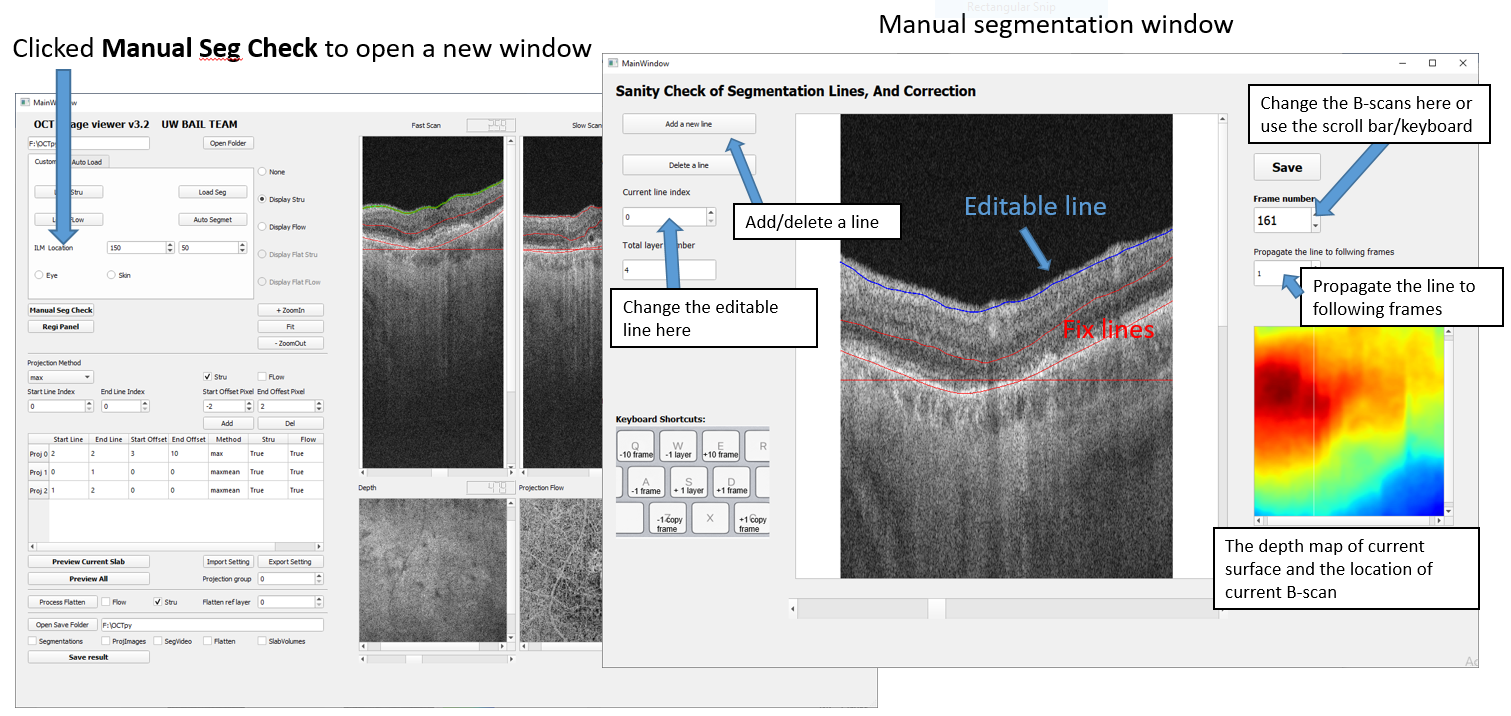 Rectangular Snip
Manual segmentation window
Clicked Manual Seg Check to open a new window
MainWindow
Sanity Check of Segmentation Lines, And Correction
Add a new line
Delete a line
Current line index
0
Add/delete a line
4
Change the editable
line here
Editable line
Fix lines
Change the B-scans here or
use the scroll bar/keyboard
Save
Frame number
161
Propagate the line to follwing frames
1
Propagate the line to
following frames
The depth map of current
surface and the location of
current B-scan
Keyboard Shortcuts:
Q W E R
-10 frame -1 layer +10 frame
A S D
-1 frame + 1 layer +1 frame
Z X C
-1 copy frame +1 copy frame
OCT age viewer v3.2 UW BAIL TEAM
Fast Scan
Slow Scan
Open Folder
Auto Load
None
Stru
Load Seg
Display Stru
Auto Segmet
Display Flow
ILM Location 150 50
Display Flat Stru
Eye Skin
Display Flat FLow
Manual Seg Check
+ ZoomIn
Regi Panel
Fit
- ZoomOut
Projection Method
max
Stru FLow
Start Line Index End Line Index Start Offset Pixel End Offest Pixel
0 0 -2 2
Add Del
Start Line End Line Start Offset End Offset Method Stru Flow
Proj 0 2 2 3 10 max True True
Proj 1 0 1 0 0 maxmean True True
Proj 2 1 2 0 0 maxmean True True
Depth
Projection Flow
Preview Current Slab Import Setting Export Setting
Preview All Projection group 0
Process Flatten Flow Stru Flatten ref layer 0
Open Save Folder F:\OCTpy
Segmentations ProjImages SegVideo Flatten SlabVolumes
Save result